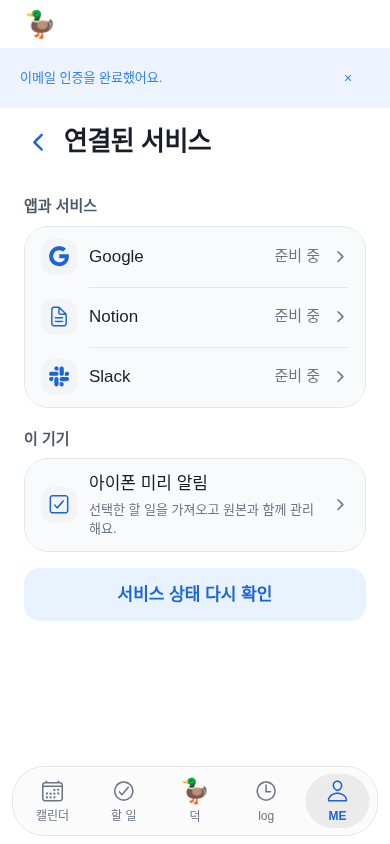 이메일 인증을 완료했어요.
×
연결된 서비스
앱과 서비스
Google 준비 중
Notion 준비 중
Slack 준비 중
이 기기
아이폰 미리 알림
선택한 할 일을 가져오고 원본과 함께 관리
해요.
서비스 상태 다시 확인
캘린더 할 일 덕 log ME